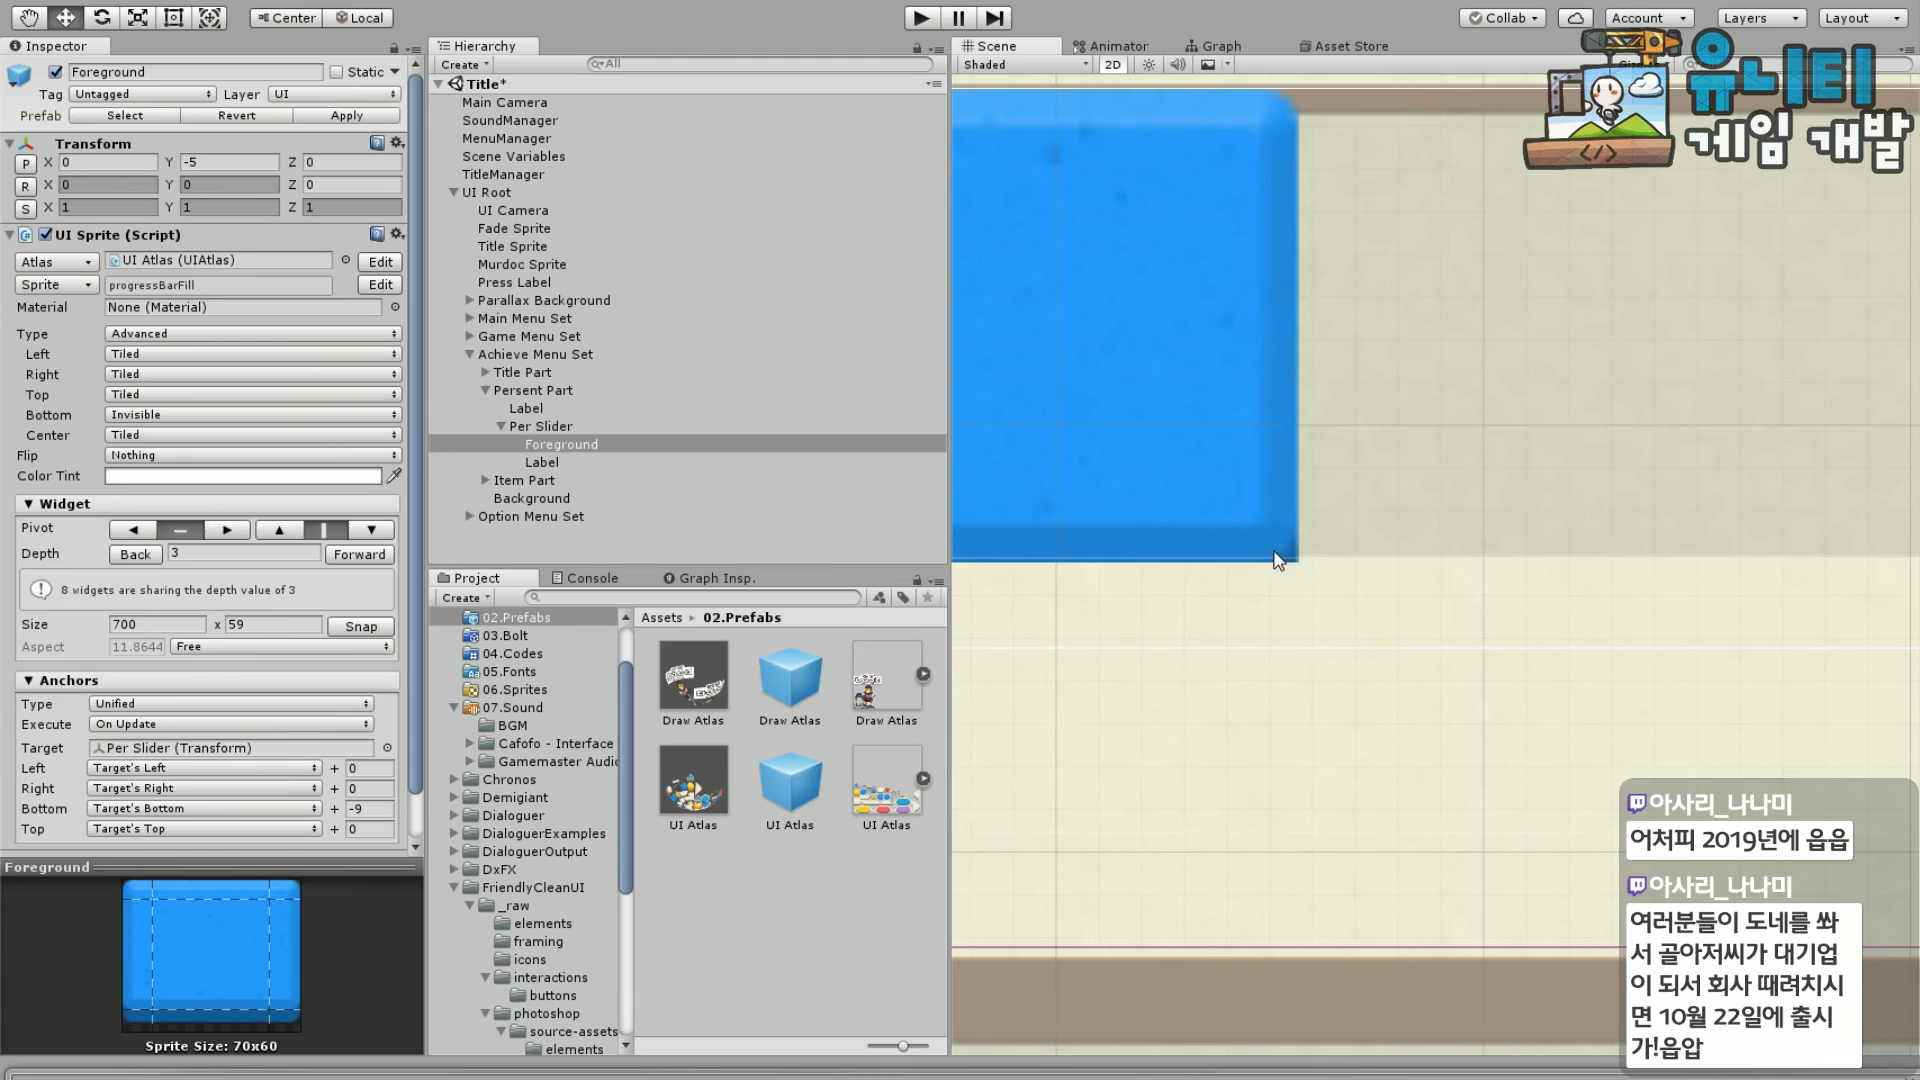 Center
Local
Collab
Account
Layers
Layout
Inspector
Foreground
Static
Tag
Untagged
Layer
UI
Prefab
Select
Revert
Apply
Transform
P X 0 Y -5 Z 0
R X 0 Y 0 Z 0
S X 1 Y 1 Z 1
UI Sprite (Script)
Atlas
UI Atlas (UIAtlas)
Edit
Sprite
progressBarFill
Edit
Material
None (Material)
Type
Advanced
Left
Tiled
Right
Tiled
Top
Tiled
Bottom
Invisible
Center
Tiled
Flip
Nothing
Color Tint
Widget
Pivot
Depth
Back
3
Forward
8 widgets are sharing the depth value of 3
Size
700
x 59
Snap
Aspect
11.8644
Free
Anchors
Type
Unified
Execute
On Update
Target
Per Slider (Transform)
Left
Target's Left
+ 0
Right
Target's Right
+ 0
Bottom
Target's Bottom
+ -9
Top
Target's Top
+ 0
Foreground
Sprite Size: 70x60
Hierarchy
Create
All
Title*
Main Camera
SoundManager
MenuManager
Scene Variables
TitleManager
UI Root
UI Camera
Fade Sprite
Title Sprite
Murdoc Sprite
Press Label
Parallax Background
Main Menu Set
Game Menu Set
Achieve Menu Set
Title Part
Persent Part
Label
Per Slider
Foreground
Label
Item Part
Background
Option Menu Set
Project
Console
Graph Insp.
Create
02.Prefabs
03.Bolt
04.Codes
05.Fonts
06.Sprites
07.Sound
BGM
Cafofo - Interface
Gamemaster Audi
Chronos
Demigiant
Dialoguer
DialoguerExamples
DialoguerOutput
DxFX
FriendlyCleanUI
_raw
elements
framing
icons
interactions
buttons
photoshop
source-assets
elements
Assets
02.Prefabs
Draw Atlas
Draw Atlas
Draw Atlas
UI Atlas
UI Atlas
UI Atlas
Scene
Animator
Graph
Asset Store
Shaded
2D
유니티
게임 개발
</>
아사리_나나미
어처피 2019년에 읍읍
아사리_나나미
여러분들이 도네를 쏴
서 골아저씨가 대기업
이 되서 회사 때려치시
면 10월 22일에 출시
가!읍압